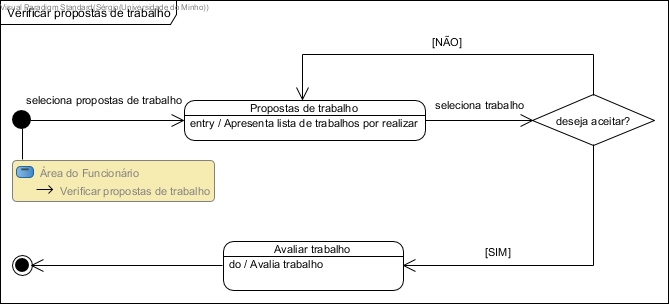 Visual Paradigm Standard(Sérgio(Universidade do Minho))
Verificar propostas de trabalho
[NÃO]
seleciona propostas de trabalho
Propostas de trabalho
entry / Apresenta lista de trabalhos por realizar
seleciona trabalho
deseja aceitar?
Área do Funcionário
Verificar propostas de trabalho
Avaliar trabalho
do / Avalia trabalho
[SIM]